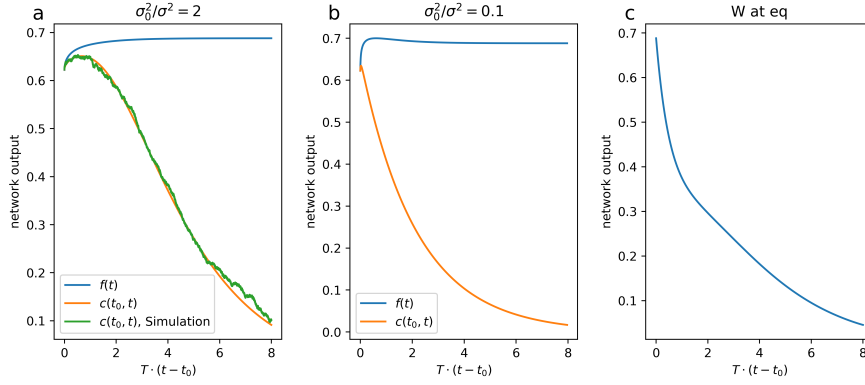 a
σ₀²/σ² = 2
network output
0.7
0.6
0.5
0.4
0.3
0.2
0.1
f(t)
c(t₀, t)
c(t₀, t), Simulation
0 2 4 6 8
T · (t − t₀)
b
σ₀²/σ² = 0.1
network output
0.7
0.6
0.5
0.4
0.3
0.2
0.1
0.0
f(t)
c(t₀, t)
0 2 4 6 8
T · (t − t₀)
c
W at eq
network output
0.7
0.6
0.5
0.4
0.3
0.2
0.1
0 2 4 6 8
T · (t − t₀)